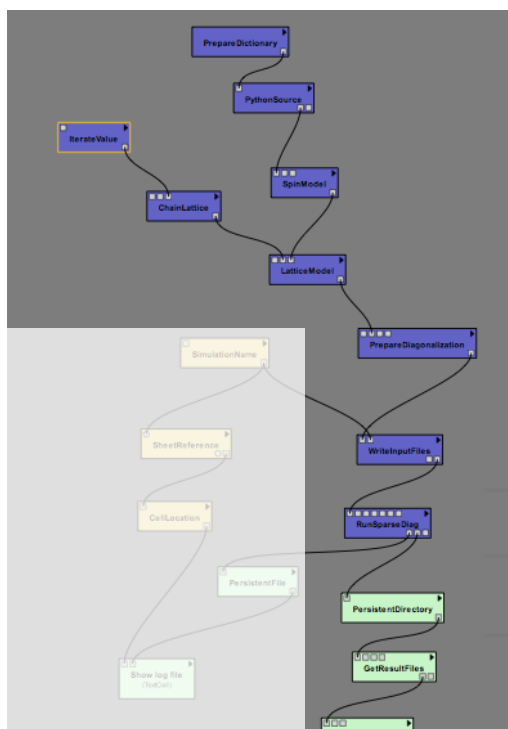 PrepareDictionary
PythonSource
IterateValue
SpinModel
ChainLattice
LatticeModel
PrepareDiagonalization
SimulationName
SheetReference
WriteInputFiles
CellLocation
RunSparseDiag
PersistentFile
PersistentDirectory
GetResultFiles
Show log file
(TextCell)